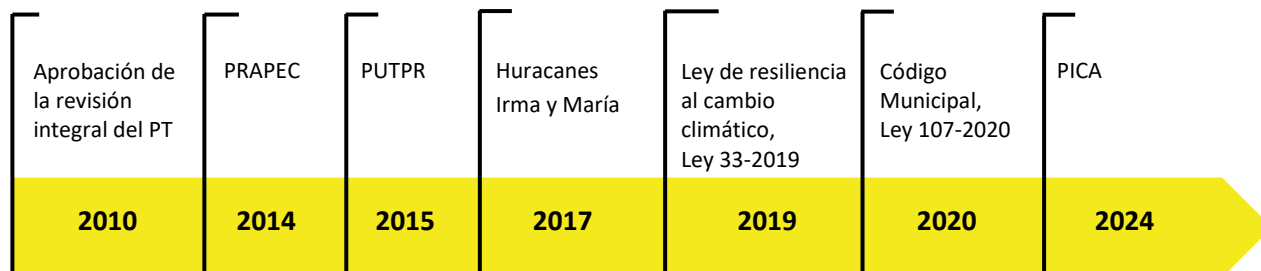 Aprobación de
la revisión
integral del PT
PRAPEC
PUTPR
Huracanes
Irma y María
Ley de resiliencia
al cambio
climático,
Ley 33-2019
Código
Municipal,
Ley 107-2020
PICA
2010
2014
2015
2017
2019
2020
2024